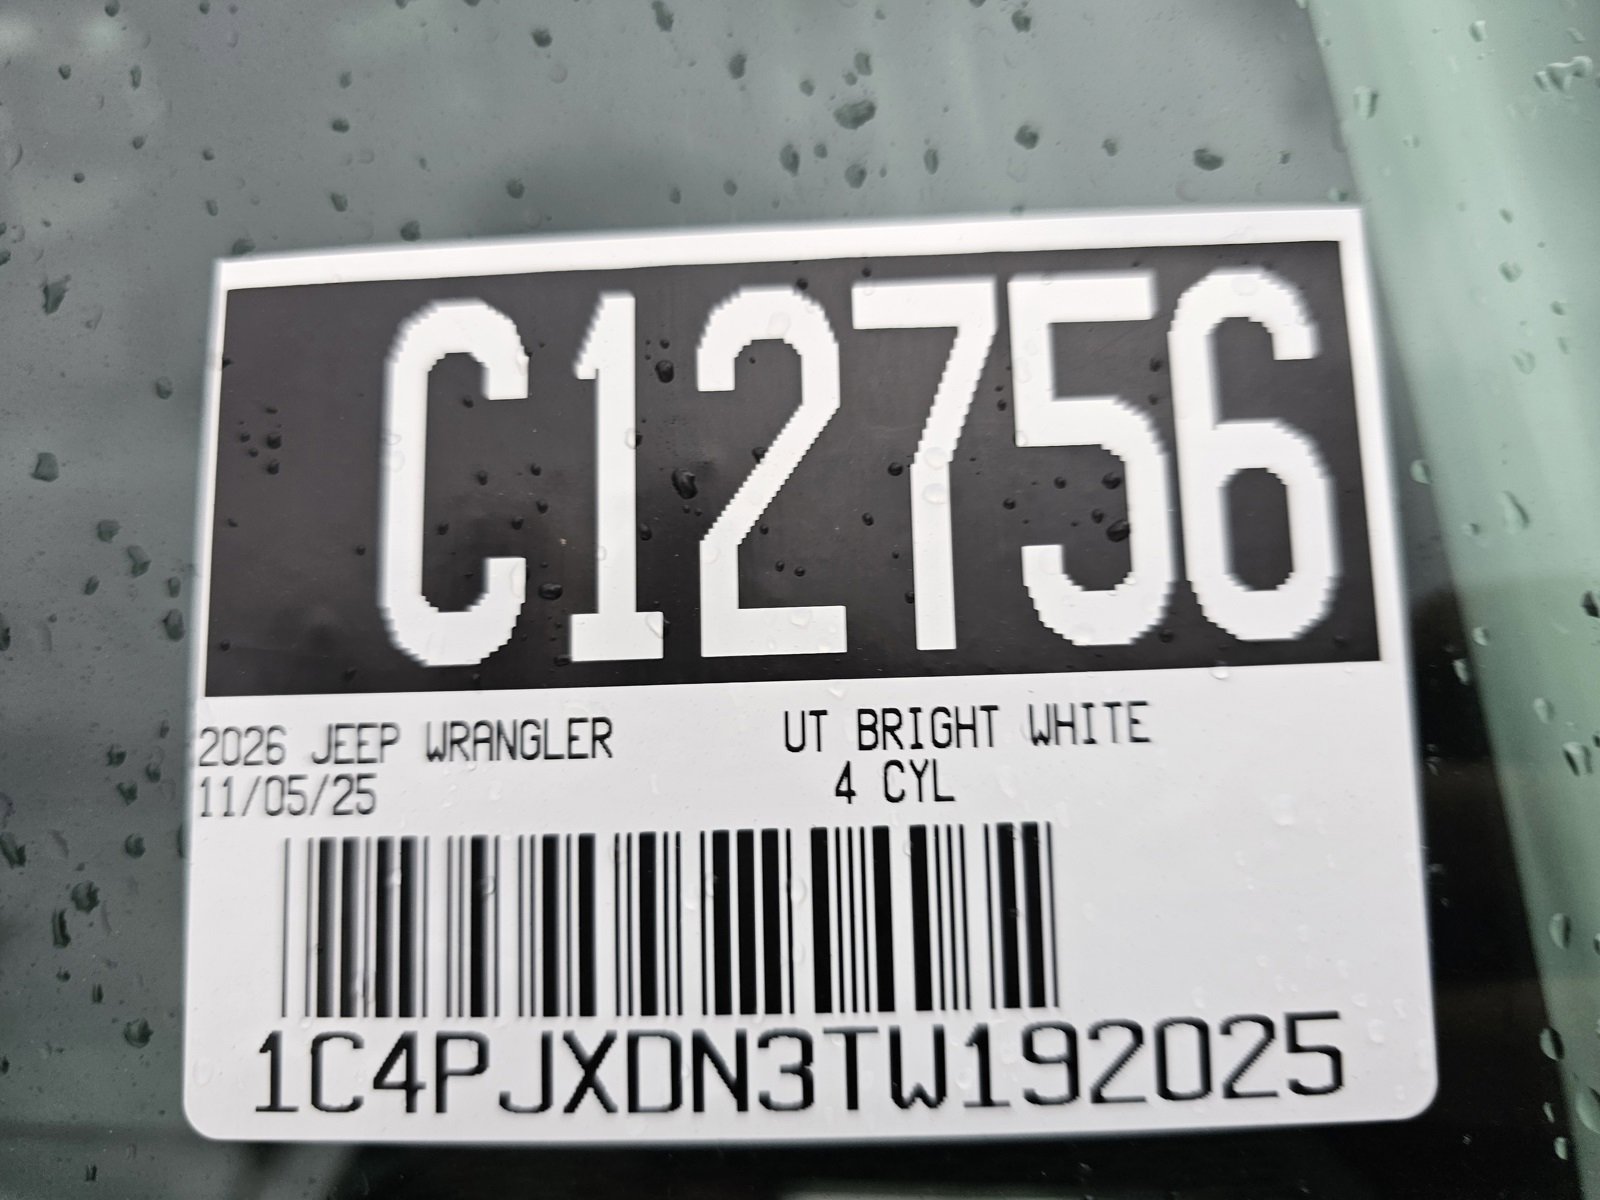 C12756
2026 JEEP WRANGLER UT BRIGHT WHITE
11/05/25 4 CYL
1C4PJXDN3TW192025